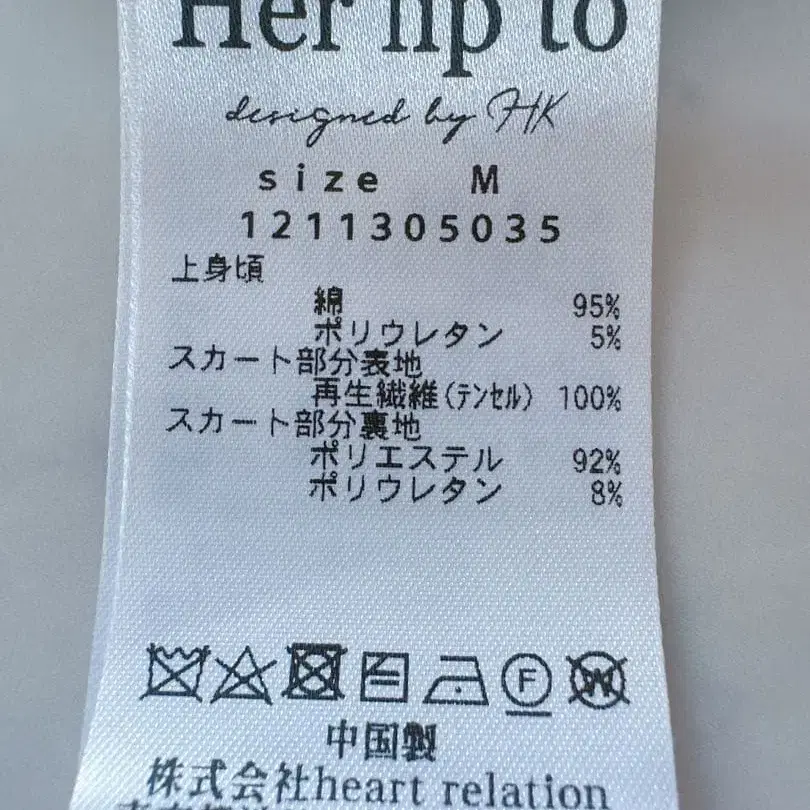 Her lip to
designed by HK
size M
1211305035
上身頃
綿 95%
ポリウレタン 5%
スカート部分表地
再生繊維(テンセル) 100%
スカート部分裏地
ポリエステル 92%
ポリウレタン 8%
F W
中国製
株式会社heart relation